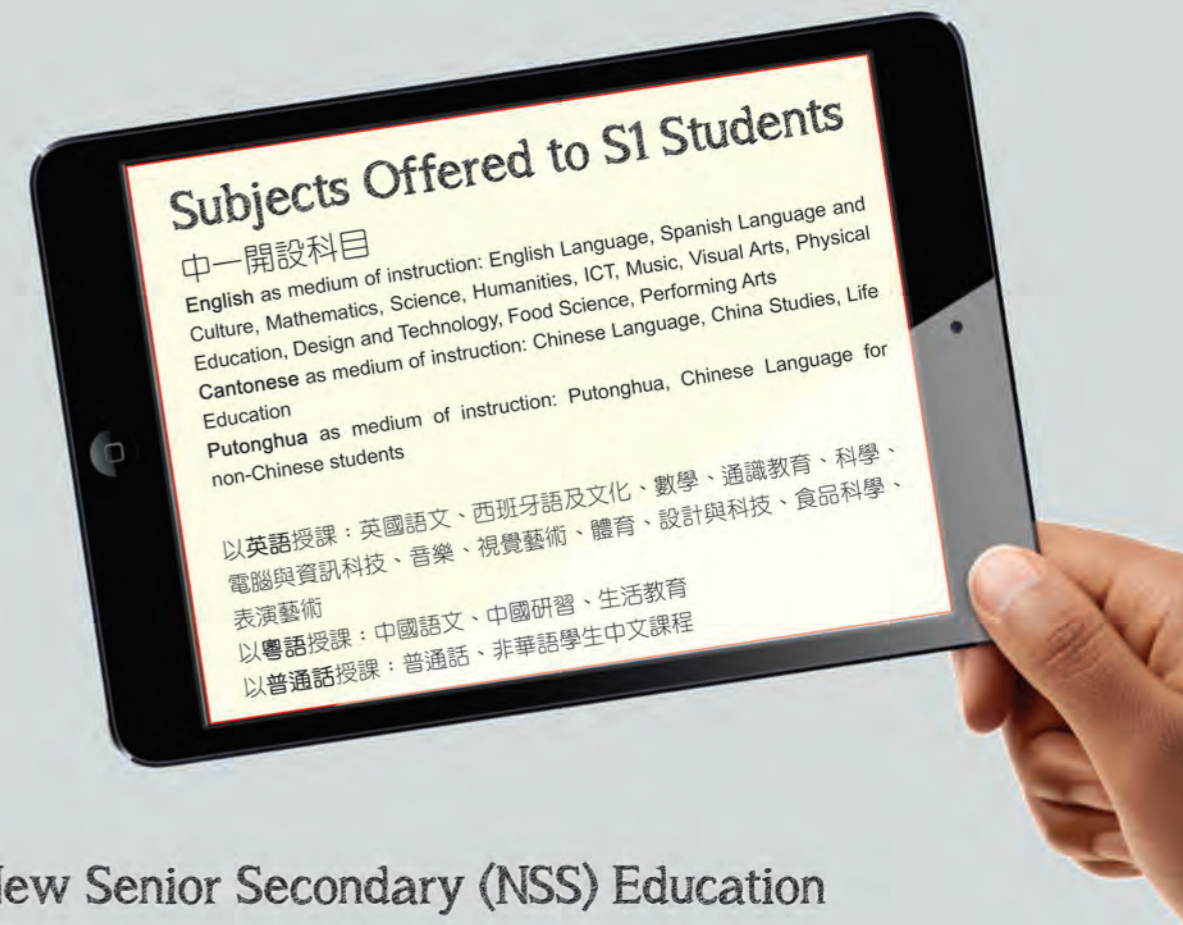 Subjects Offered to S1 Students
中一開設科目
English as medium of instruction: English Language, Spanish Language and
Culture, Mathematics, Science, Humanities, ICT, Music, Visual Arts, Physical
Education, Design and Technology, Food Science, Performing Arts
Cantonese as medium of instruction: Chinese Language, China Studies, Life
Education
Putonghua as medium of instruction: Putonghua, Chinese Language for
non-Chinese students
以英語授課：英國語文、西班牙語及文化、數學、通識教育、科學、
電腦與資訊科技、音樂、視覺藝術、體育、設計與科技、食品科學、
表演藝術
以粵語授課：中國語文、中國研習、生活教育
以普通話授課：普通話、非華語學生中文課程
New Senior Secondary (NSS) Education